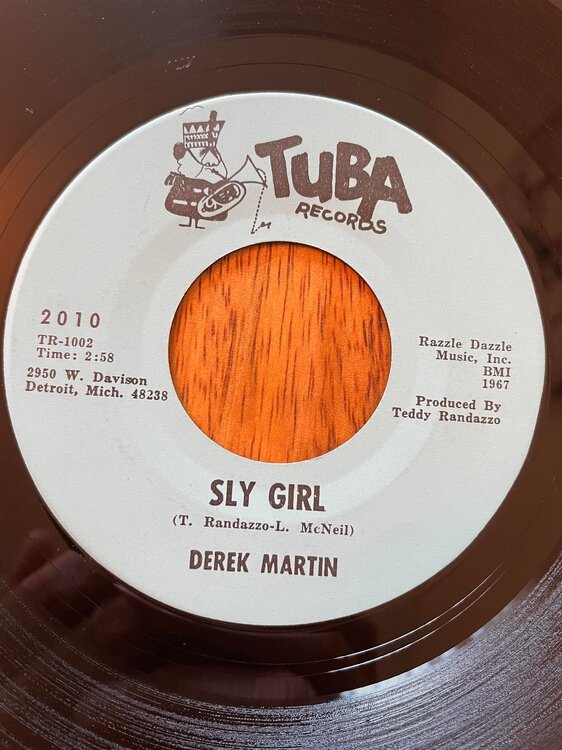 TUBA
RECORDS
2010
TR-1002
Time: 2:58
2950 W. Davison
Detroit, Mich. 48238
Razzle Dazzle
Music, Inc.
BMI
1967
Produced By
Teddy Randazzo
SLY GIRL
(T. Randazzo-L. McNeil)
DEREK MARTIN